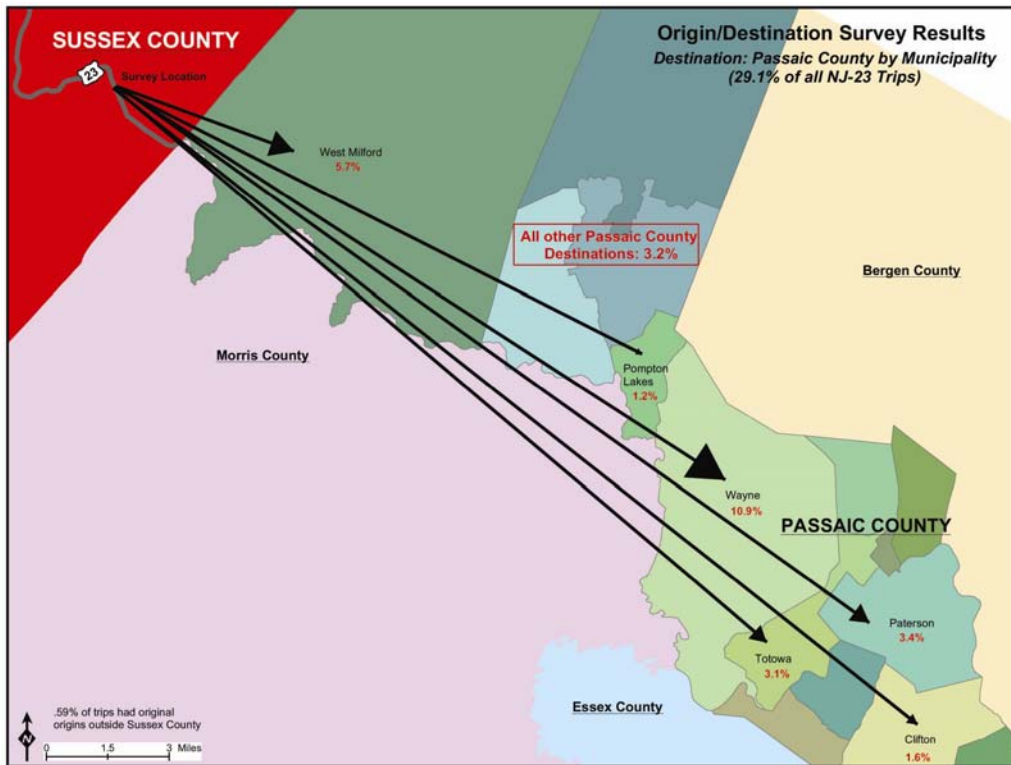 SUSSEX COUNTY
23
Survey Location
Origin/Destination Survey Results
Destination: Passaic County by Municipality
(29.1% of all NJ-23 Trips)
West Milford
5.7%
All other Passaic County
Destinations: 3.2%
Bergen County
Morris County
Pompton
Lakes
1.2%
Wayne
10.9%
PASSAIC COUNTY
Paterson
3.4%
Totowa
3.1%
Essex County
Clifton
1.6%
.59% of trips had original
origins outside Sussex County
N
0 1.5 3 Miles